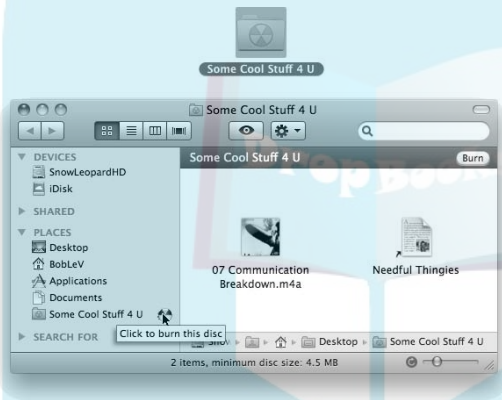 Some Cool Stuff 4 U
Some Cool Stuff 4 U
DEVICES
SnowLeopardHD
iDisk
SHARED
PLACES
Desktop
BobLeV
Applications
Documents
Some Cool Stuff 4 U
SEARCH FOR
Click to burn this disc
Some Cool Stuff 4 U
Burn
07 Communication
Breakdown.m4a
Needful Thingies
Desktop
Some Cool Stuff 4 U
2 items, minimum disc size: 4.5 MB
Drop Book